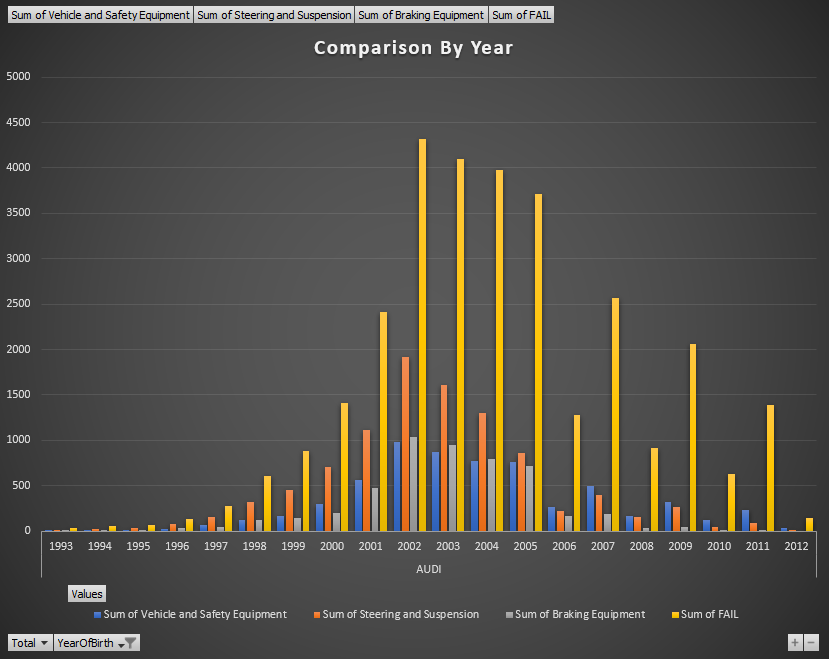 Sum of Vehicle and Safety Equipment Sum of Steering and Suspension Sum of Braking Equipment Sum of FAIL
Comparison By Year
5000
4500
4000
3500
3000
2500
2000
1500
1000
500
0
1993 1994 1995 1996 1997 1998 1999 2000 2001 2002 2003 2004 2005 2006 2007 2008 2009 2010 2011 2012
AUDI
Values
Sum of Vehicle and Safety Equipment Sum of Steering and Suspension Sum of Braking Equipment Sum of FAIL
Total YearOfBirth + −